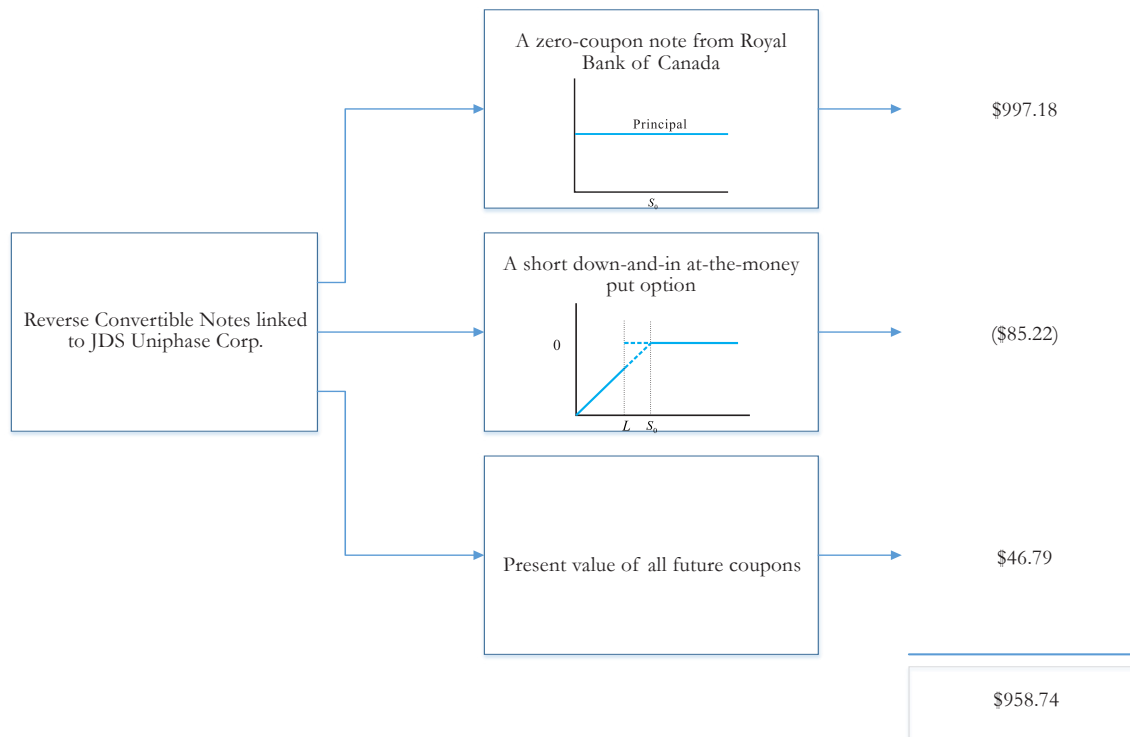 A zero-coupon note from Royal
Bank of Canada
Principal
S₀
$997.18
Reverse Convertible Notes linked
to JDS Uniphase Corp.
A short down-and-in at-the-money
put option
0
L S₀
($85.22)
Present value of all future coupons
$46.79
$958.74